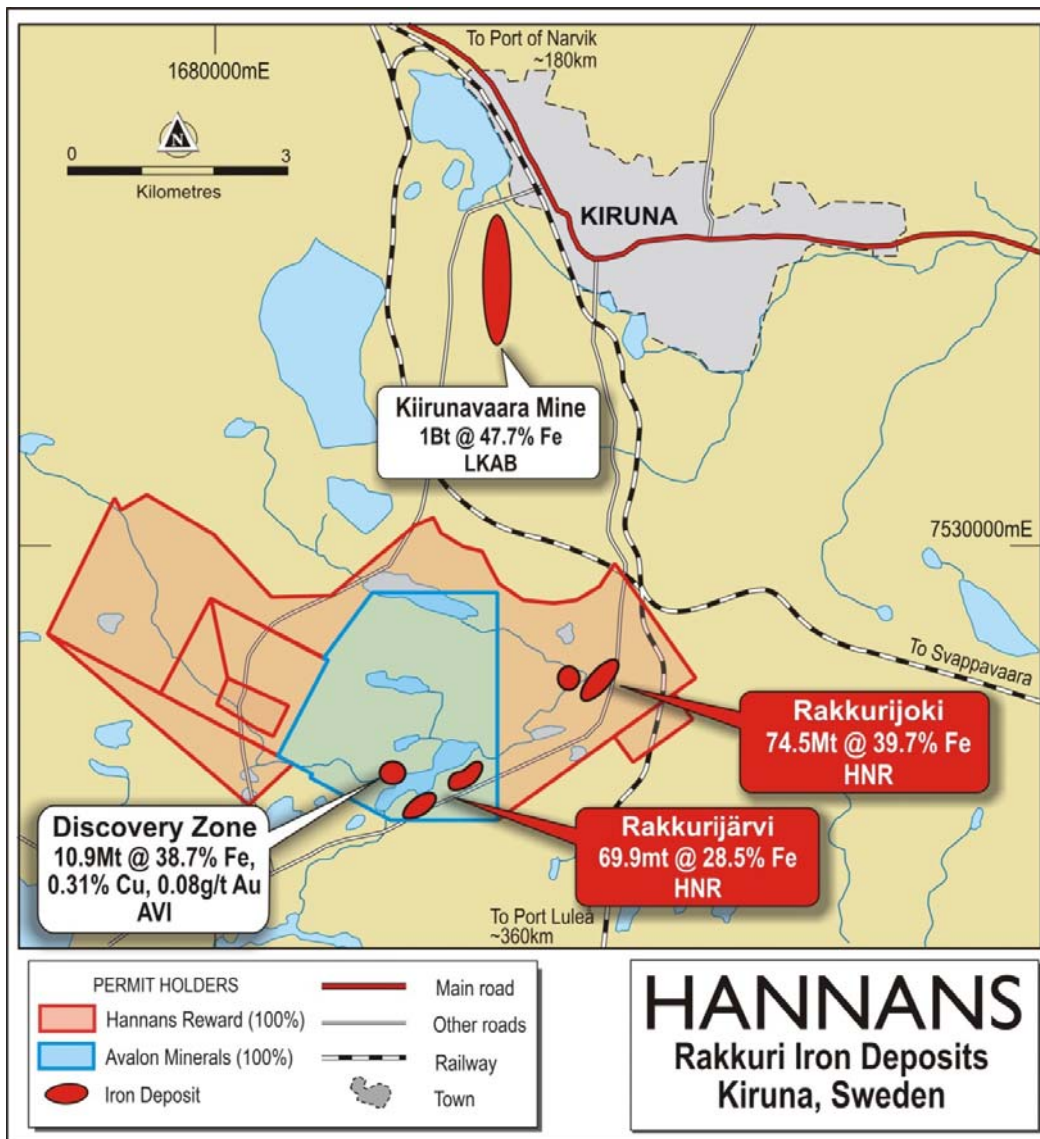 To Port of Narvik
~180km
1680000mE
N
0 3
Kilometres
KIRUNA
Kiirunavaara Mine
1Bt @ 47.7% Fe
LKAB
7530000mE
To Svappavaara
Rakkurijoki
74.5Mt @ 39.7% Fe
HNR
Discovery Zone
10.9Mt @ 38.7% Fe,
0.31% Cu, 0.08g/t Au
AVI
Rakkurijärvi
69.9mt @ 28.5% Fe
HNR
To Port Luleå
~360km
PERMIT HOLDERS
Hannans Reward (100%)
Avalon Minerals (100%)
Iron Deposit
Main road
Other roads
Railway
Town
HANNANS
Rakkuri Iron Deposits
Kiruna, Sweden